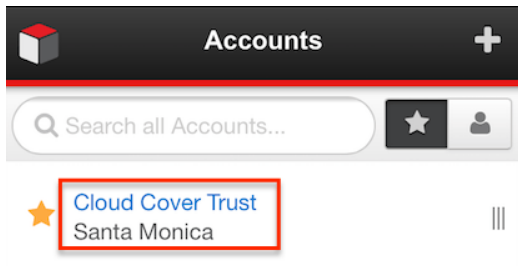 Accounts
Search all Accounts...
Cloud Cover Trust
Santa Monica